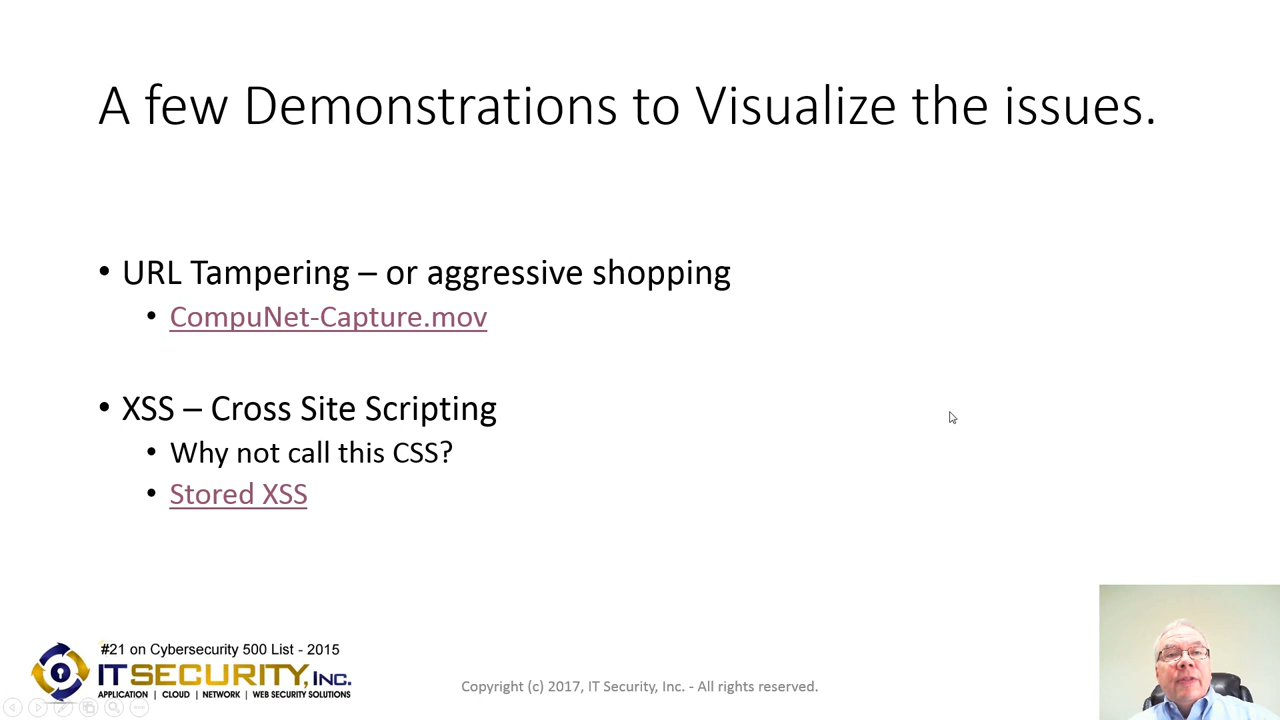 A few Demonstrations to Visualize the issues.
• URL Tampering – or aggressive shopping
• CompuNet-Capture.mov
• XSS – Cross Site Scripting
• Why not call this CSS?
• Stored XSS
#21 on Cybersecurity 500 List - 2015
IT SECURITY, INC.
APPLICATION | CLOUD | NETWORK | WEB SECURITY SOLUTIONS
Copyright (c) 2017, IT Security, Inc. - All rights reserved.